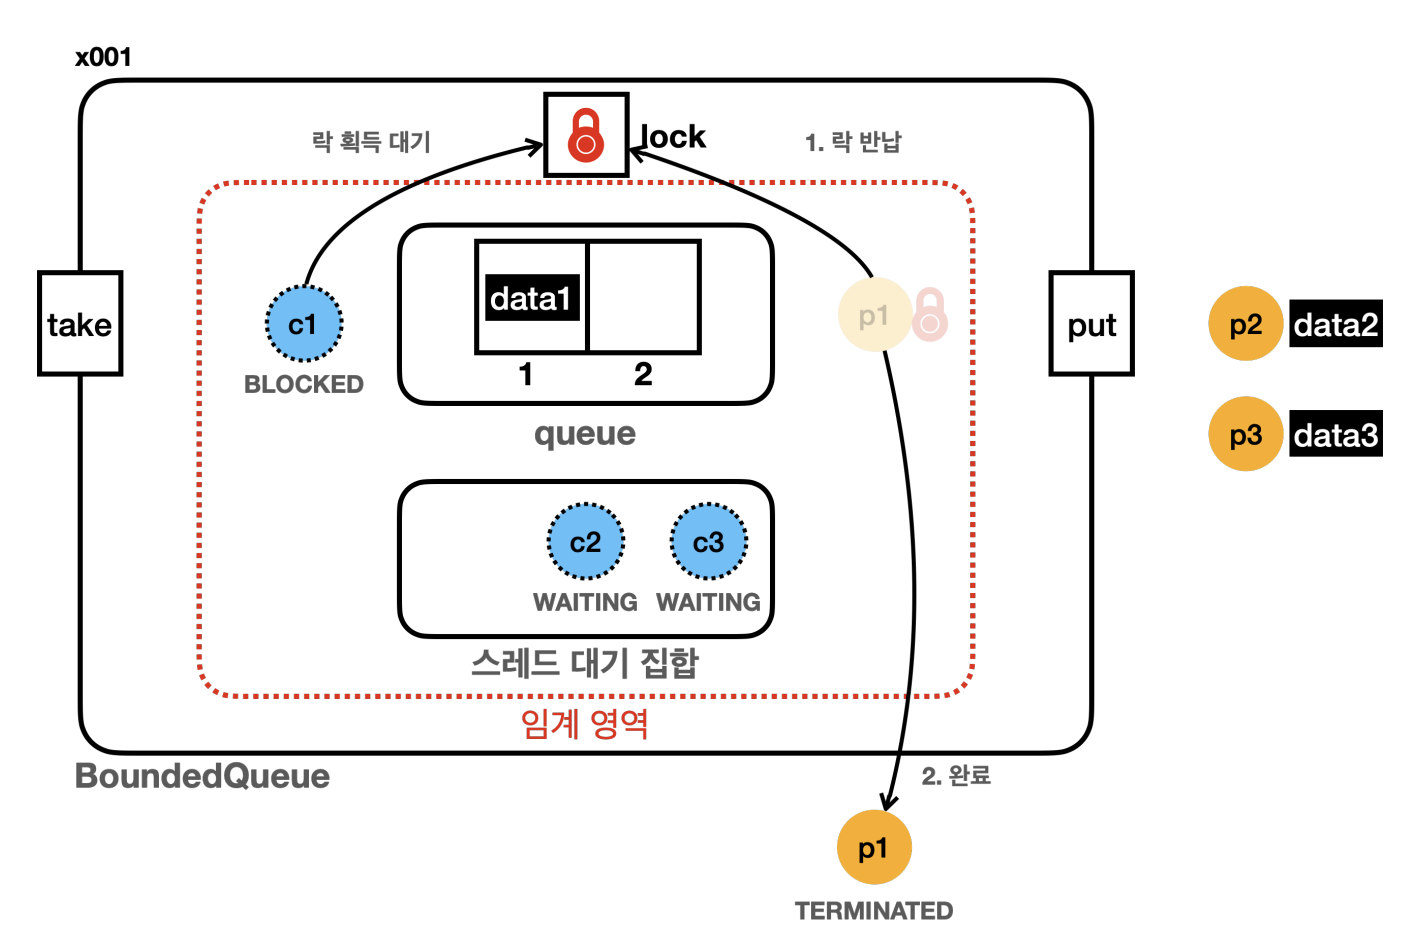 x001
락 획득 대기
lock
1. 락 반납
take
c1
BLOCKED
data1
1
2
queue
p1
put
p2
data2
p3
data3
c2
c3
WAITING
WAITING
스레드 대기 집합
임계 영역
BoundedQueue
2. 완료
p1
TERMINATED